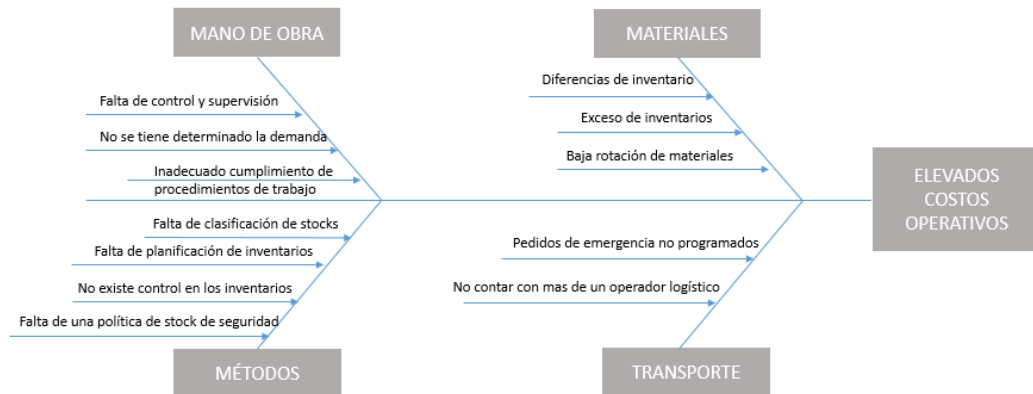 MANO DE OBRA
MATERIALES
Falta de control y supervisión
No se tiene determinado la demanda
Inadecuado cumplimiento de
procedimientos de trabajo
Diferencias de inventario
Exceso de inventarios
Baja rotación de materiales
ELEVADOS
COSTOS
OPERATIVOS
Falta de clasificación de stocks
Falta de planificación de inventarios
No existe control en los inventarios
Falta de una política de stock de seguridad
Pedidos de emergencia no programados
No contar con mas de un operador logístico
MÉTODOS
TRANSPORTE